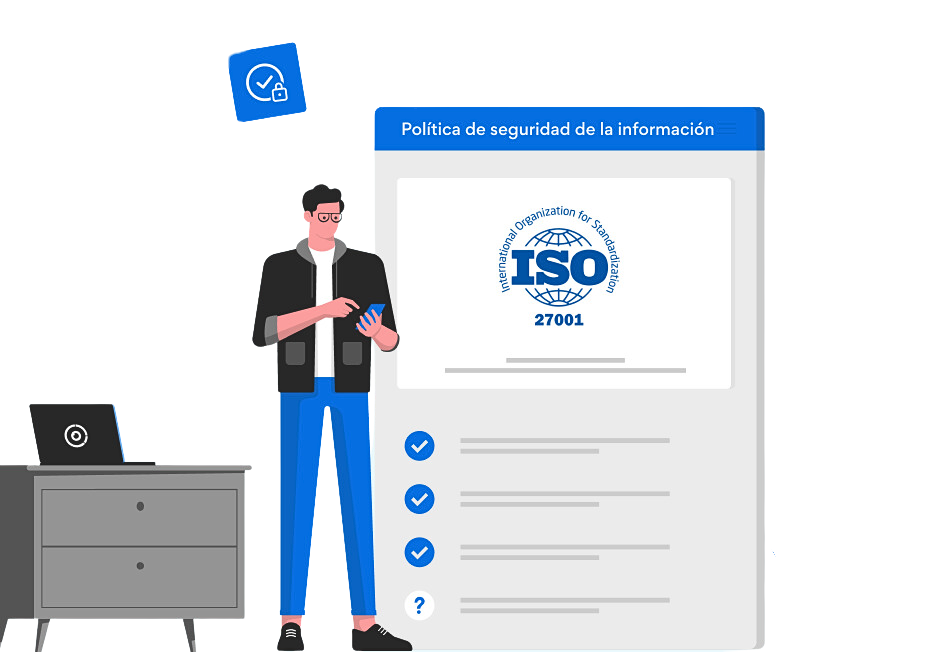 Política de seguridad de la información
International Organization for Standardization
ISO
27001
?